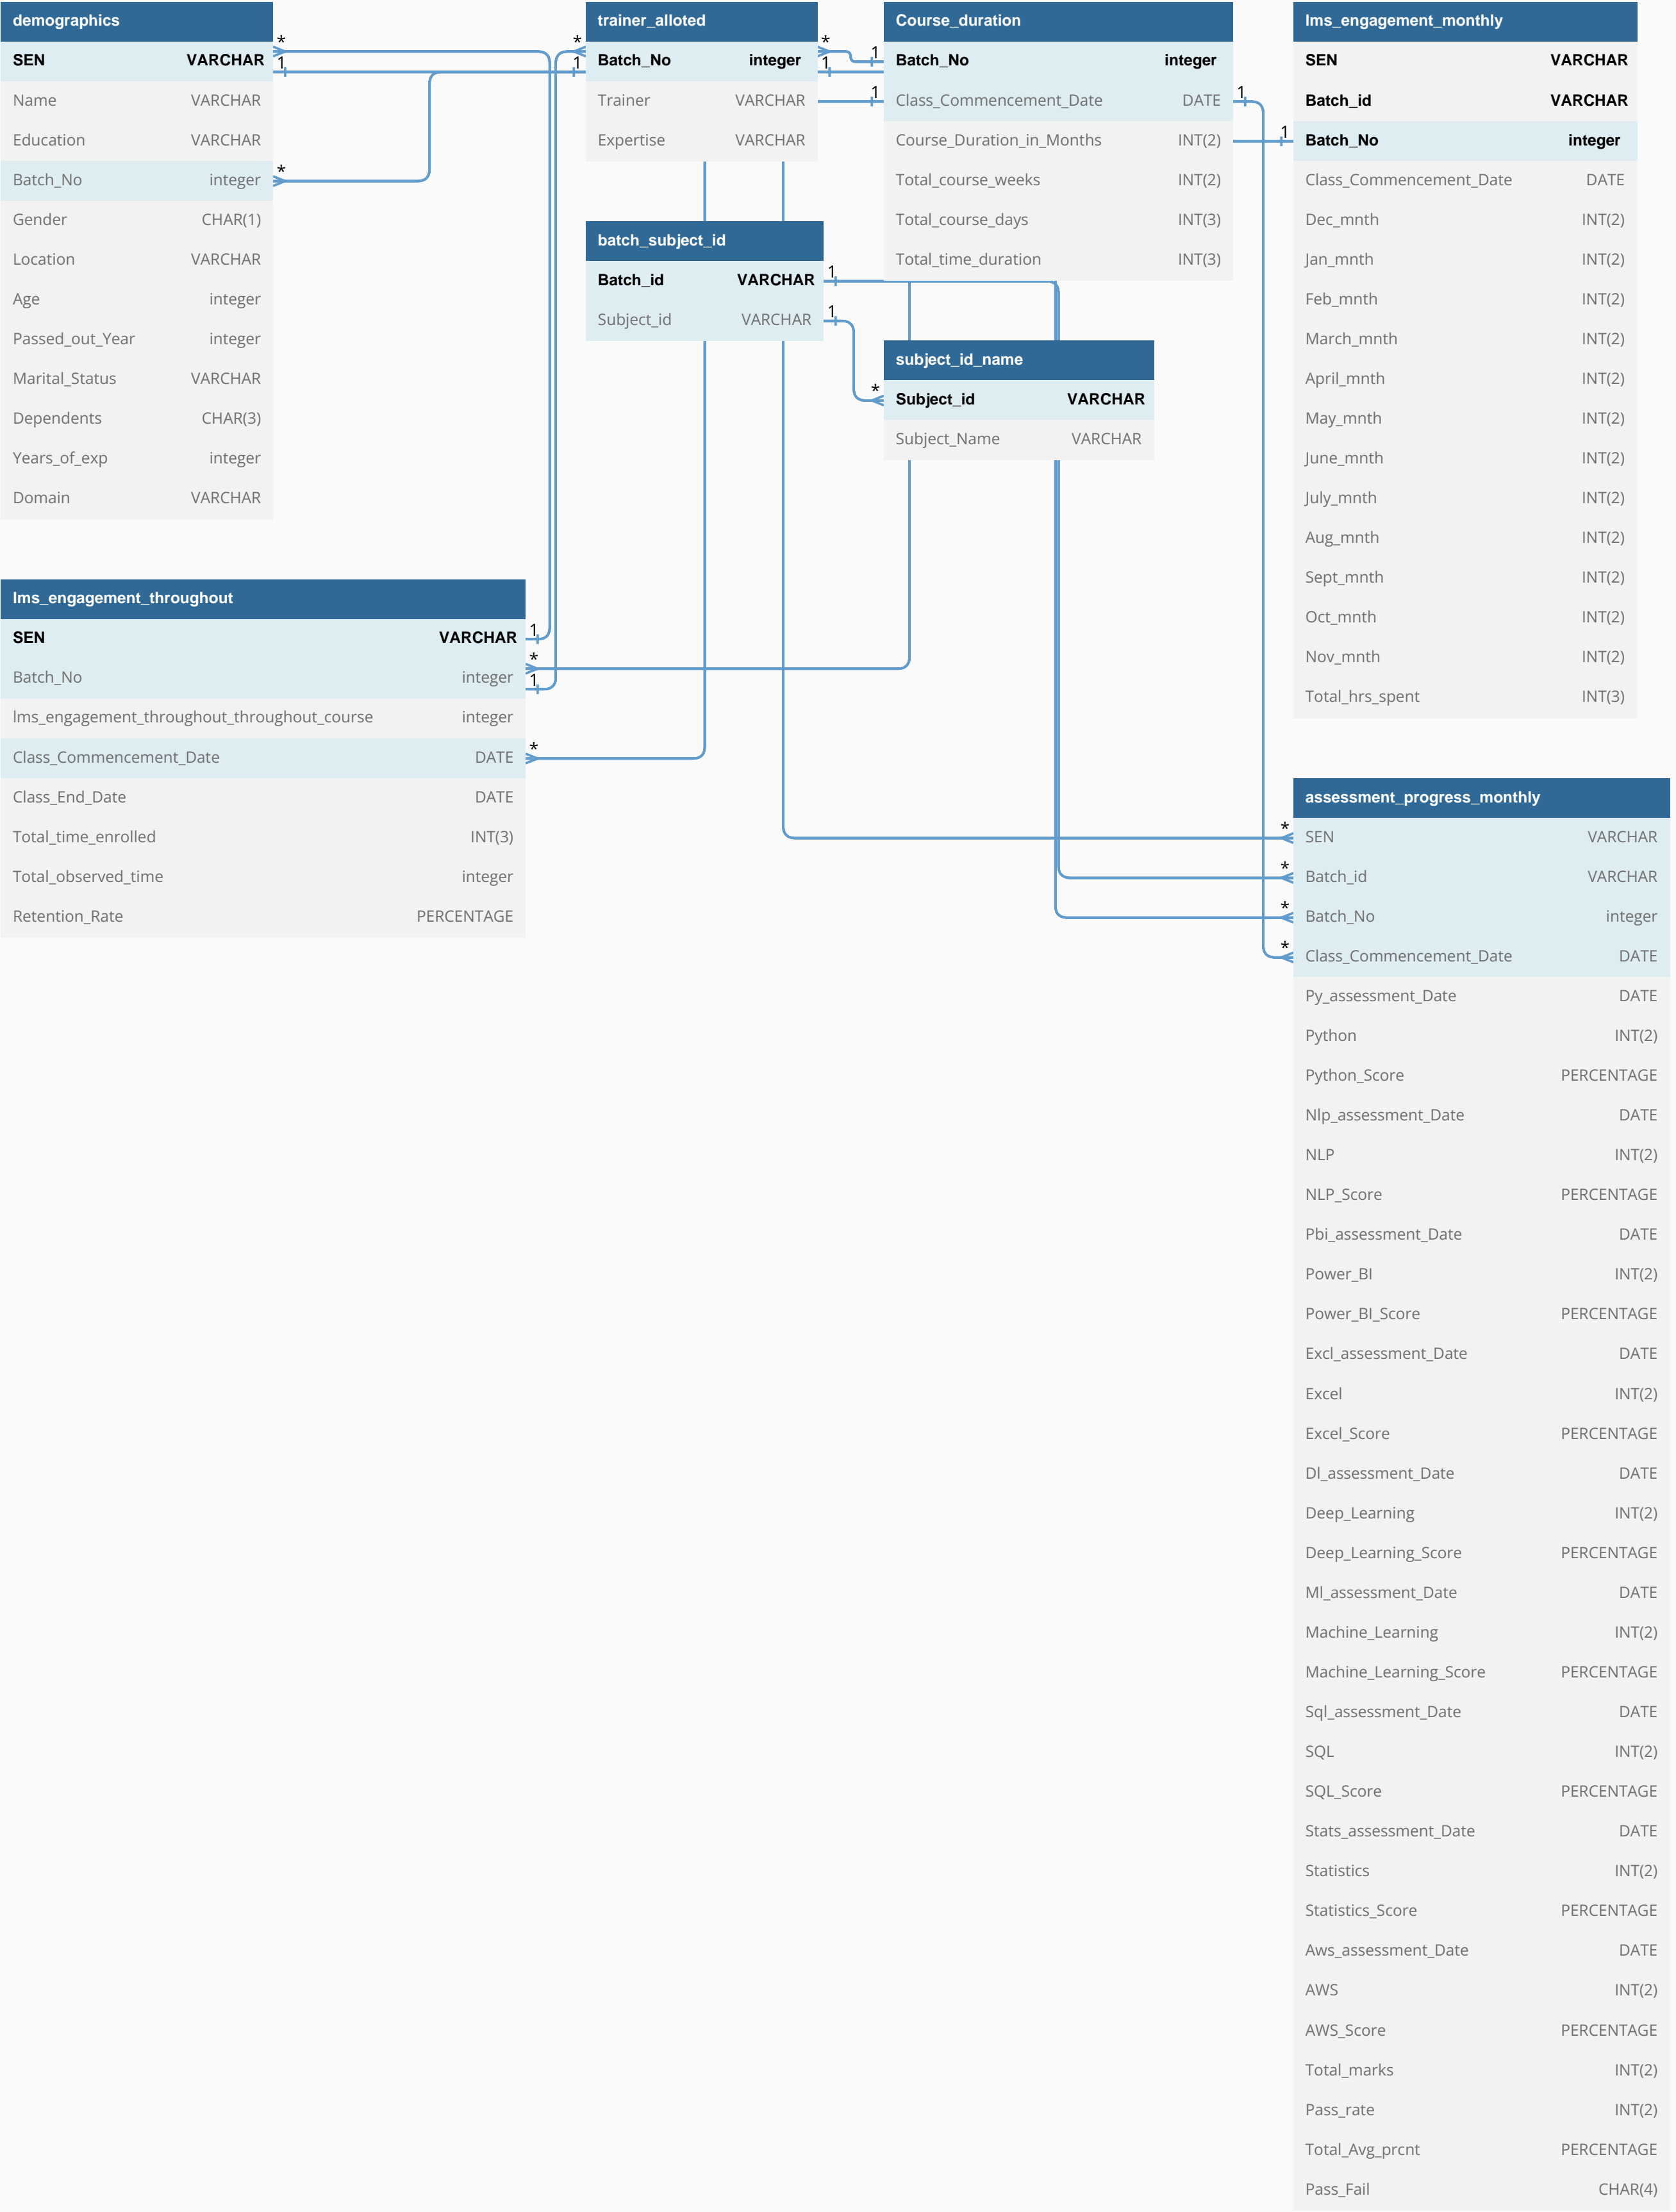 demographics
SEN VARCHAR
Name VARCHAR
Education VARCHAR
Batch_No integer
Gender CHAR(1)
Location VARCHAR
Age integer
Passed_out_Year integer
Marital_Status VARCHAR
Dependents CHAR(3)
Years_of_exp integer
Domain VARCHAR
* 1 *
trainer_alloted
Batch_No integer
Trainer VARCHAR
Expertise VARCHAR
* 1 * 1
Course_duration
Batch_No integer
Class_Commencement_Date DATE
Course_Duration_in_Months INT(2)
Total_course_weeks INT(2)
Total_course_days INT(3)
Total_time_duration INT(3)
1 1 1
batch_subject_id
Batch_id VARCHAR
Subject_id VARCHAR
1 1
subject_id_name
Subject_id VARCHAR
Subject_Name VARCHAR
*
lms_engagement_monthly
SEN VARCHAR
Batch_id VARCHAR
Batch_No integer
Class_Commencement_Date DATE
Dec_mnth INT(2)
Jan_mnth INT(2)
Feb_mnth INT(2)
March_mnth INT(2)
April_mnth INT(2)
May_mnth INT(2)
June_mnth INT(2)
July_mnth INT(2)
Aug_mnth INT(2)
Sept_mnth INT(2)
Oct_mnth INT(2)
Nov_mnth INT(2)
Total_hrs_spent INT(3)
1
lms_engagement_throughout
SEN VARCHAR
Batch_No integer
lms_engagement_throughout_throughout_course integer
Class_Commencement_Date DATE
Class_End_Date DATE
Total_time_enrolled INT(3)
Total_observed_time integer
Retention_Rate PERCENTAGE
1 * 1 *
assessment_progress_monthly
SEN VARCHAR
Batch_id VARCHAR
Batch_No integer
Class_Commencement_Date DATE
Py_assessment_Date DATE
Python INT(2)
Python_Score PERCENTAGE
Nlp_assessment_Date DATE
NLP INT(2)
NLP_Score PERCENTAGE
Pbi_assessment_Date DATE
Power_BI INT(2)
Power_BI_Score PERCENTAGE
Excl_assessment_Date DATE
Excel INT(2)
Excel_Score PERCENTAGE
Dl_assessment_Date DATE
Deep_Learning INT(2)
Deep_Learning_Score PERCENTAGE
Ml_assessment_Date DATE
Machine_Learning INT(2)
Machine_Learning_Score PERCENTAGE
Sql_assessment_Date DATE
SQL INT(2)
SQL_Score PERCENTAGE
Stats_assessment_Date DATE
Statistics INT(2)
Statistics_Score PERCENTAGE
Aws_assessment_Date DATE
AWS INT(2)
AWS_Score PERCENTAGE
Total_marks INT(2)
Pass_rate INT(2)
Total_Avg_prcnt PERCENTAGE
Pass_Fail CHAR(4)
* * * *